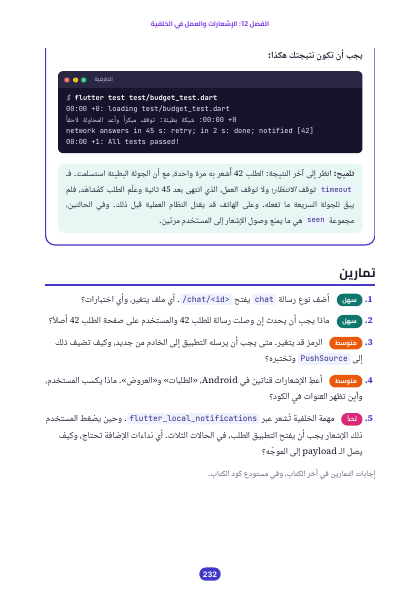 الفصل 12: الإشعارات والعمل في الخلفية
يجب أن تكون نتيجتك هكذا:
الطرفية
$ flutter test test/budget_test.dart
00:00 +0: loading test/budget_test.dart
00:00 +0: شبكة بطيئة: توقف مبكراً وأعد المحاولة لاحقاً
network answers in 45 s: retry; in 2 s: done; notified [42]
00:00 +1: All tests passed!
تلميح: انظر إلى آخر النتيجة: الطلب 42 أُشعر به مرة واحدة، مع أن الجولة البطيئة استسلمت. فـ
timeout توقف الانتظار؛ ولا توقف العمل، الذي انتهى بعد 45 ثانية وعلّم الطلب كمُشاهَد، فلم
يبقَ للجولة السريعة ما تفعله. وعلى الهاتف قد يقتل النظام العملية قبل ذلك. وفي الحالتين،
مجموعة seen هي ما يمنع وصول الإشعار إلى المستخدم مرتين.
تمارين
1. سهل أضف نوع رسالة chat يفتح /chat/<id>. أي ملف يتغير، وأي اختبارات؟
2. سهل ماذا يجب أن يحدث إن وصلت رسالة للطلب 42 والمستخدم على صفحة الطلب 42 أصلاً؟
3. متوسط الرمز قد يتغير. متى يجب أن يرسله التطبيق إلى الخادم من جديد، وكيف تضيف ذلك
إلى PushSource وتختبره؟
4. متوسط أعطِ الإشعارات قناتين في Android، «الطلبات» و«العروض». ماذا يكسب المستخدم،
وأين تظهر القنوات في الكود؟
5. تحدٍّ مهمة الخلفية تُشعر عبر flutter_local_notifications. وحين يضغط المستخدم
ذلك الإشعار يجب أن يفتح التطبيق الطلب، في الحالات الثلاث. أي نداءات الإضافة تحتاج، وكيف
يصل الـ payload إلى الموجّه؟
إجابات التمارين في آخر الكتاب، وفي مستودع كود الكتاب.
232